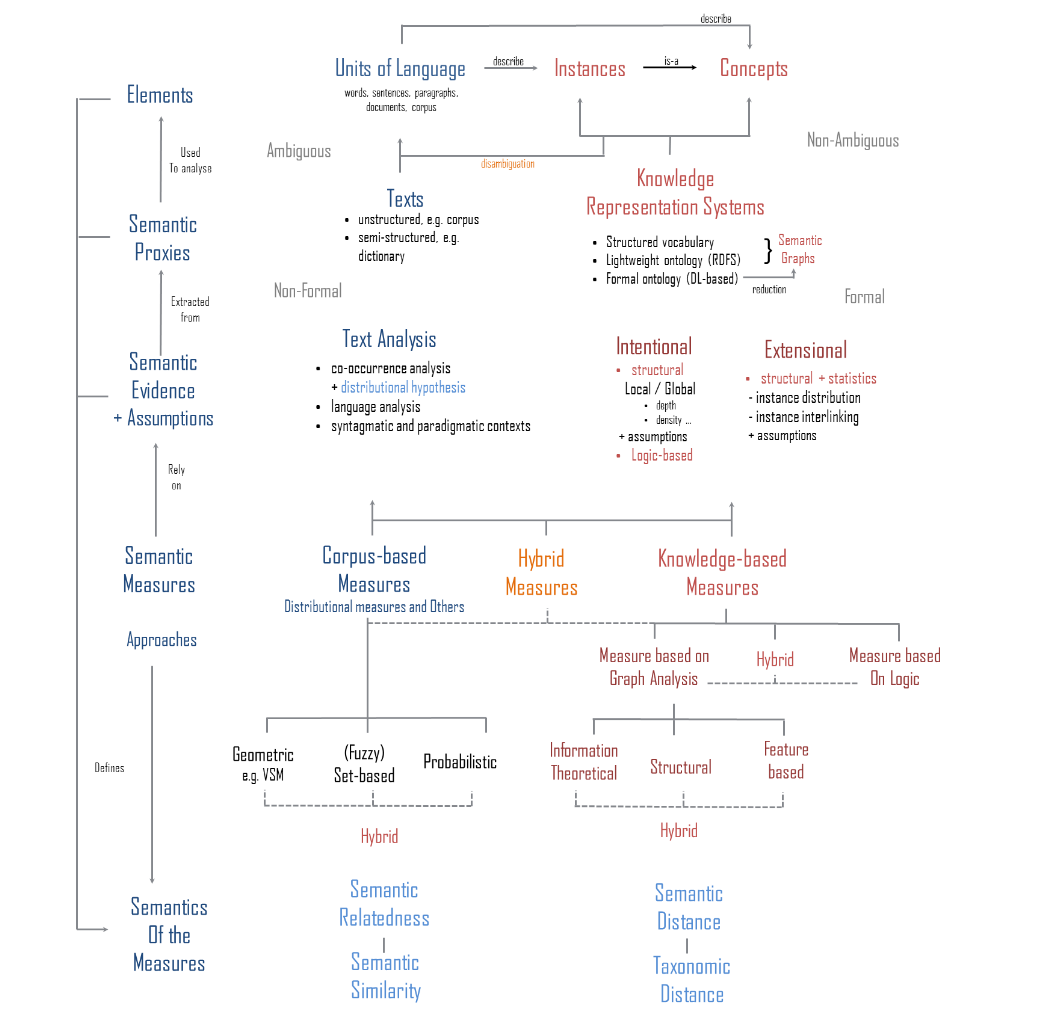 describe
Units of Language
describe
Instances
is-a
Concepts
words, sentences, paragraphs,
documents, corpus
Elements
Used
To analyse
Ambiguous
Non-Ambiguous
disambiguation
Texts
• unstructured, e.g. corpus
• semi-structured, e.g.
dictionary
Knowledge
Representation Systems
• Structured vocabulary
• Lightweight ontology (RDFS)
• Formal ontology (DL-based)
}
Semantic
Graphs
reduction
Semantic
Proxies
Non-Formal
Formal
Extracted
from
Text Analysis
• co-occurrence analysis
+ distributional hypothesis
• language analysis
• syntagmatic and paradigmatic contexts
Intentional
• structural
Local / Global
• depth
• density ...
+ assumptions
• Logic-based
Extensional
• structural + statistics
- instance distribution
- instance interlinking
+ assumptions
Semantic
Evidence
+ Assumptions
Rely
on
Semantic
Measures
Corpus-based
Measures
Distributional measures and Others
Hybrid
Measures
Knowledge-based
Measures
Approaches
Measure based on
Graph Analysis
Hybrid
Measure based
On Logic
Defines
Geometric
e.g. VSM
(Fuzzy)
Set-based
Probabilistic
Information
Theoretical
Structural
Feature
based
Hybrid
Hybrid
Semantics
Of the
Measures
Semantic
Relatedness
Semantic
Similarity
Semantic
Distance
Taxonomic
Distance